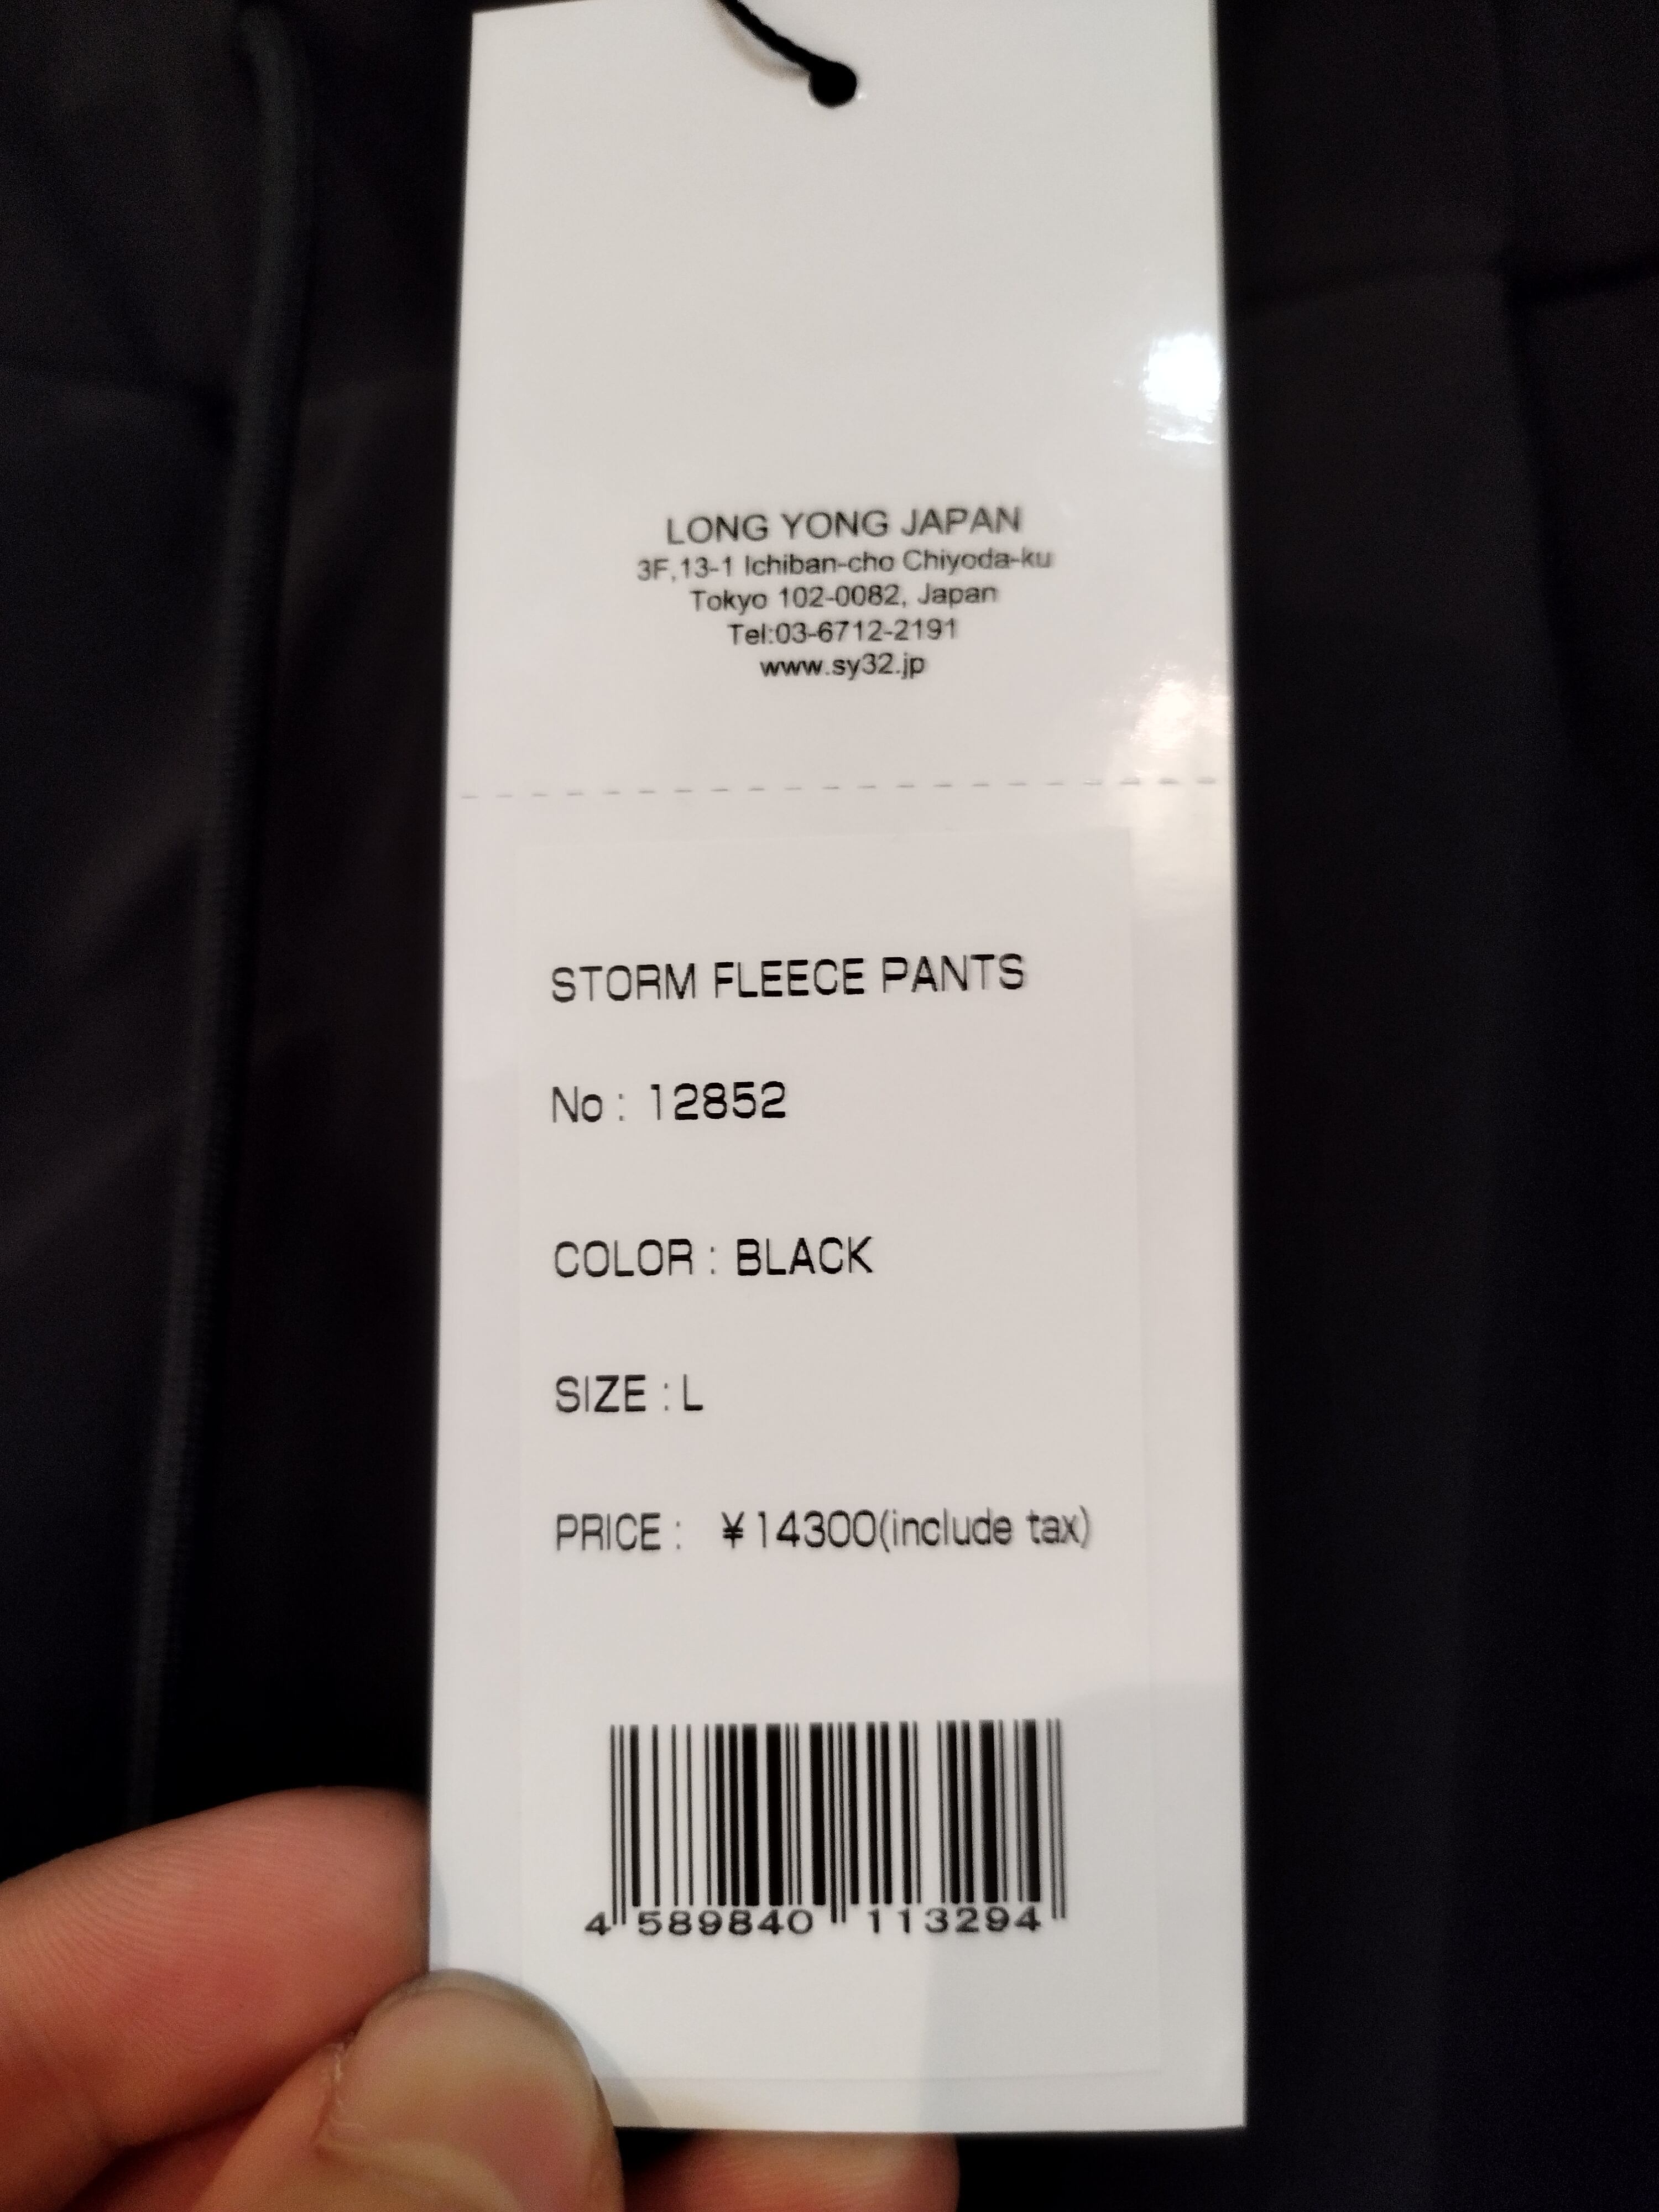 LONG YONG JAPAN
3F,13-1 Ichiban-cho Chiyoda-ku
Tokyo 102-0082, Japan
Tel:03-6712-2191
www.sy32.jp
STORM FLEECE PANTS
No : 12852
COLOR : BLACK
SIZE : L
PRICE : ¥14300(include tax)
4 589840 113294